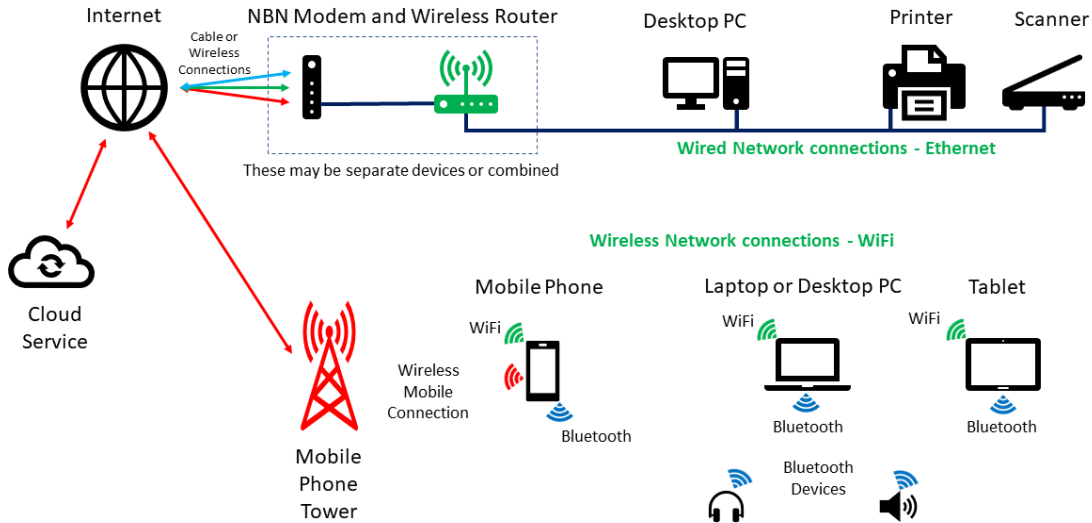 Internet
NBN Modem and Wireless Router
Desktop PC
Printer
Scanner
Cable or
Wireless
Connections
Wired Network connections - Ethernet
These may be separate devices or combined
Wireless Network connections - WiFi
Mobile Phone
Laptop or Desktop PC
Tablet
Cloud
Service
WiFi
WiFi
WiFi
Wireless
Mobile
Connection
Bluetooth
Bluetooth
Bluetooth
Mobile
Phone
Tower
Bluetooth
Devices